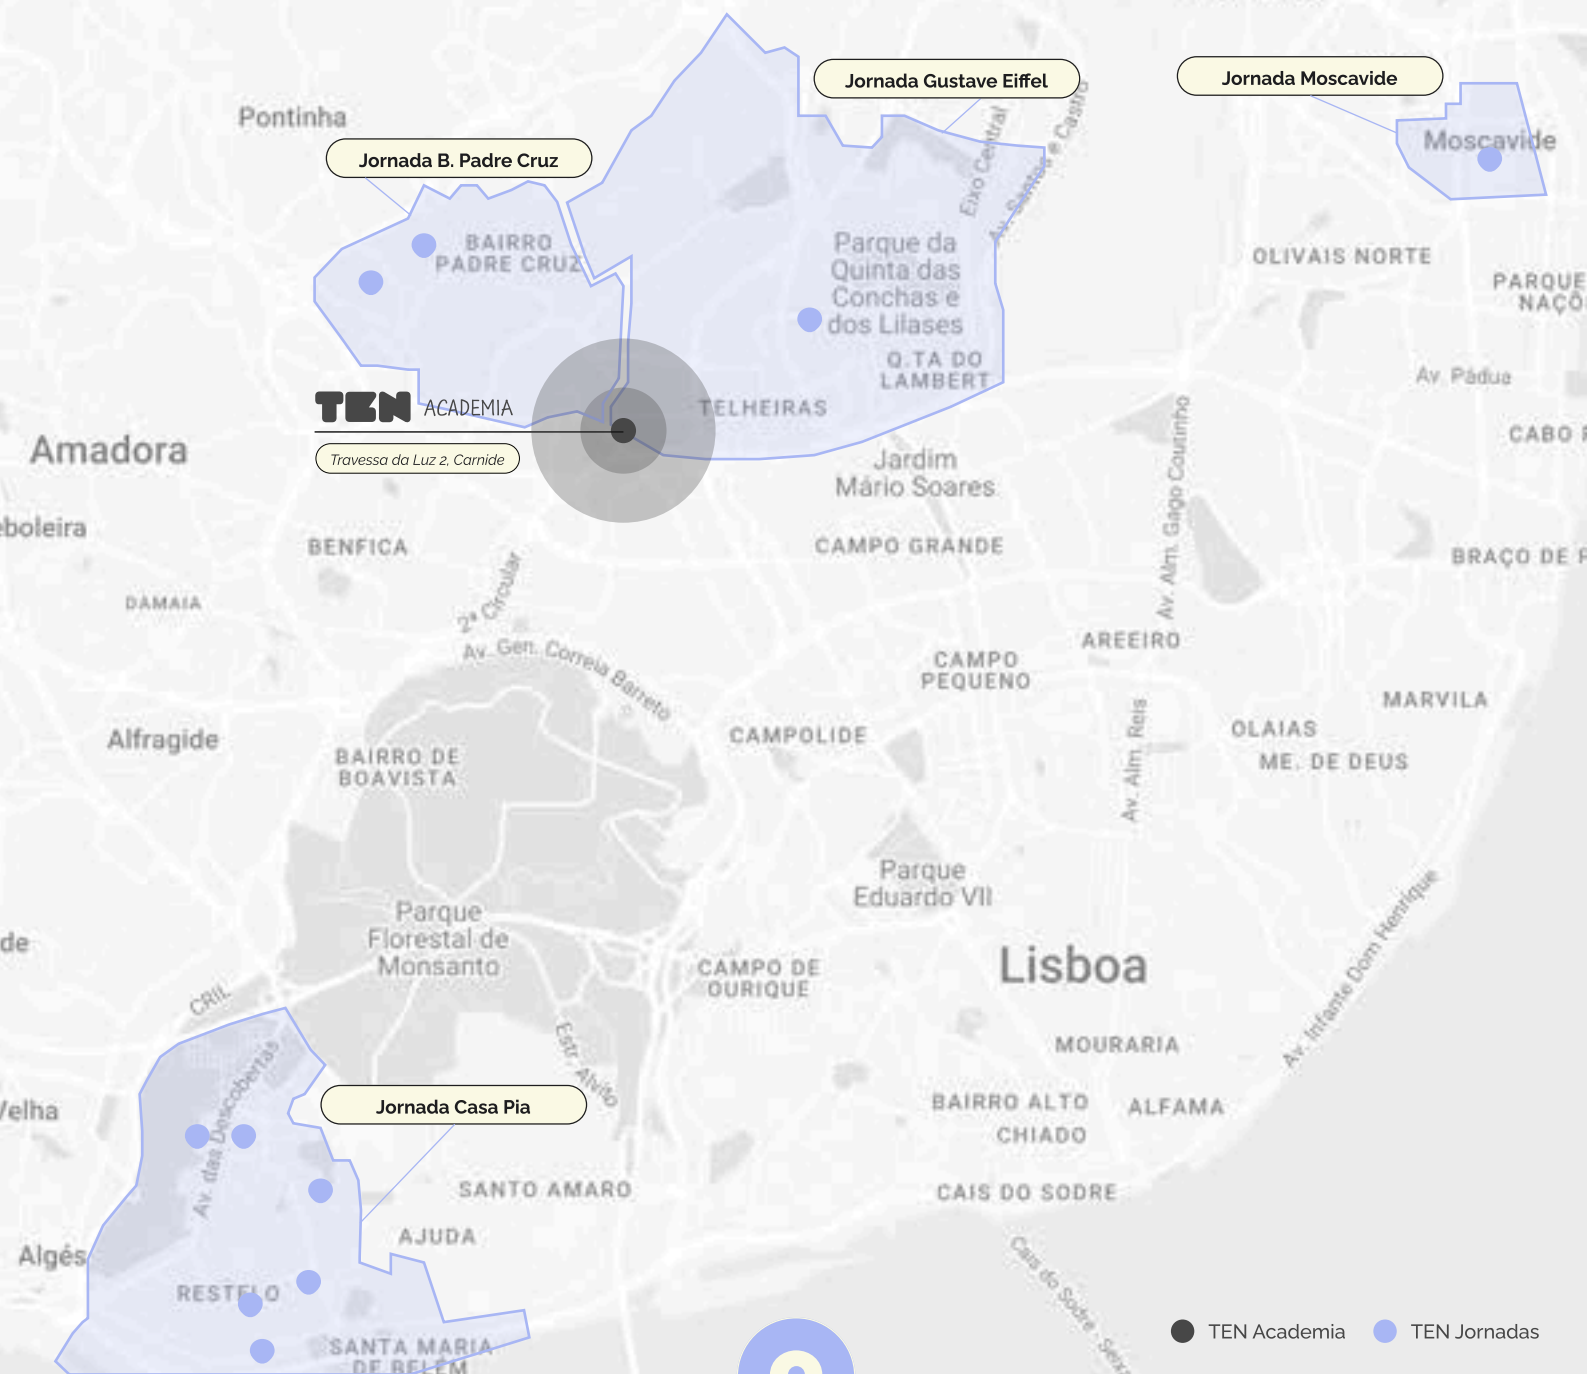 Jornada Gustave Eiffel
Jornada Moscavide
Pontinha
Jornada B. Padre Cruz
Moscavide
Eixo Central
Av. Santos e Castro
BAIRRO
PADRE CRUZ
Parque da
Quinta das
Conchas e
dos Lilases
OLIVAIS NORTE
PARQUE
NAÇÕ
Q.TA DO
LAMBERT
Av. Pádua
TEN ACADEMIA
TELHEIRAS
Travessa da Luz 2, Carnide
Amadora
Jardim
Mário Soares
CABO
Av. Alm. Gago Coutinho
eboleira
BENFICA
CAMPO GRANDE
BRAÇO DE
DAMAIA
2ª Circular
Av. Gen. Correia Barreto
AREEIRO
CAMPO
PEQUENO
MARVILA
Alfragide
CAMPOLIDE
OLAIAS
BAIRRO DE
BOAVISTA
ME. DE DEUS
Av. Alm. Reis
Parque
Eduardo VII
Parque
Florestal de
Monsanto
de
CAMPO DE
OURIQUE
Lisboa
Av. Infante Dom Henrique
CRIL
MOURARIA
Estr. Alvito
Av. das Descobertas
Jornada Casa Pia
Velha
BAIRRO ALTO
ALFAMA
CHIADO
SANTO AMARO
CAIS DO SODRE
AJUDA
Algés
RESTELO
Cais do Sodre - Seix
SANTA MARIA
DE BELÉM
TEN Academia
TEN Jornadas